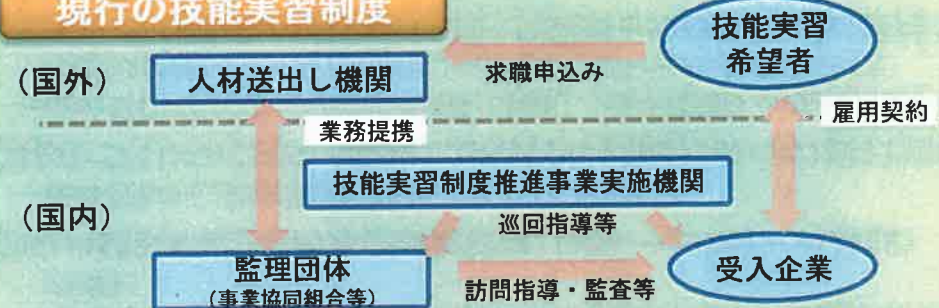 現行の技能実習制度
技能実習
希望者
(国外)
人材送出し機関
求職申込み
雇用契約
業務提携
技能実習制度推進事業実施機関
(国内)
巡回指導等
監理団体
(事業協同組合等)
訪問指導・監査等
受入企業